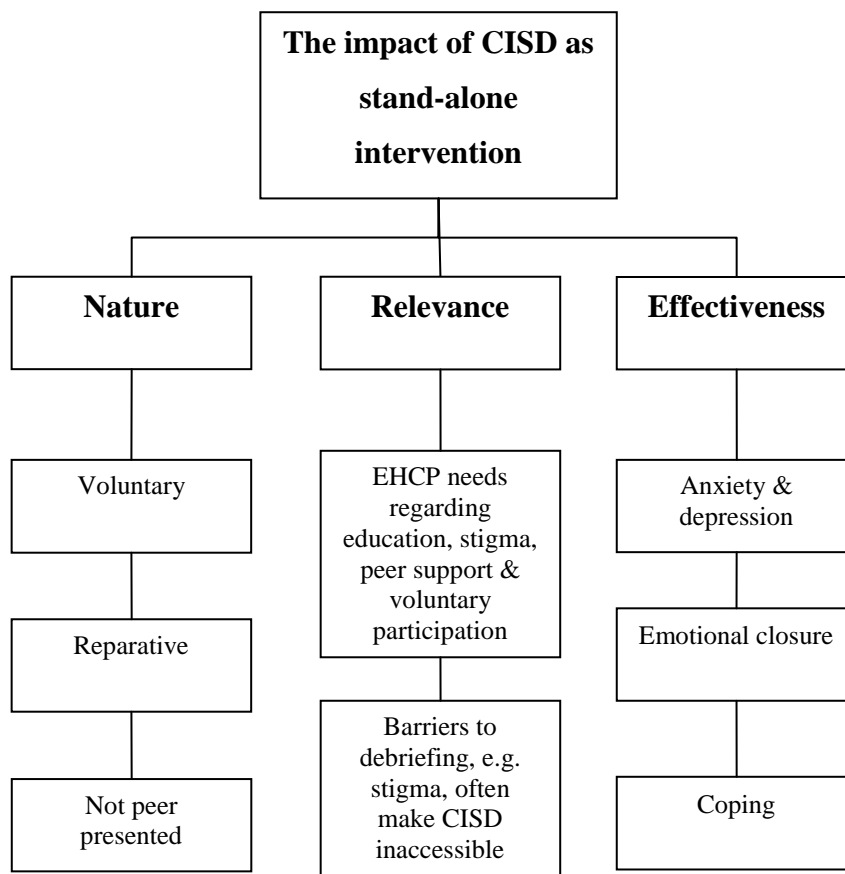 The impact of CISD as
stand-alone
intervention
Nature
Relevance
Effectiveness
Voluntary
Reparative
Not peer
presented
EHCP needs
regarding
education, stigma,
peer support &
voluntary
participation
Barriers to
debriefing, e.g.
stigma, often
make CISD
inaccessible
Anxiety &
depression
Emotional closure
Coping